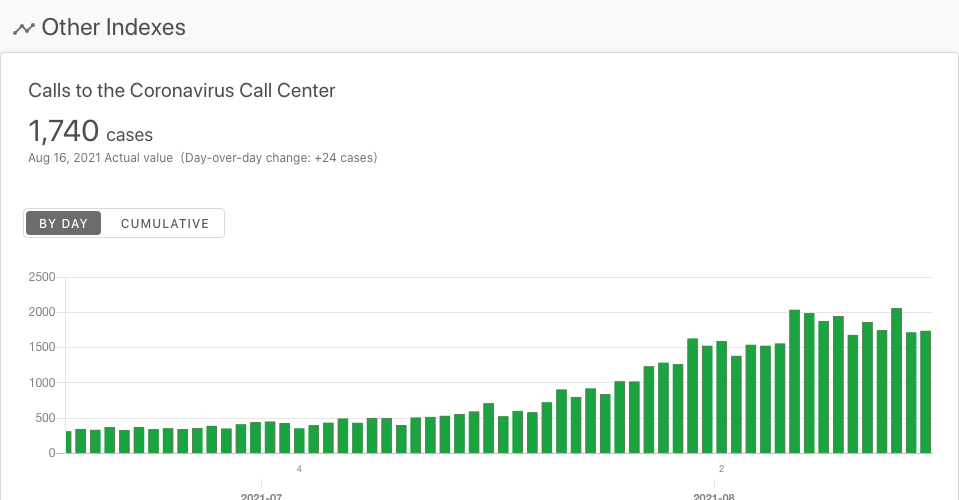 Other Indexes
Calls to the Coronavirus Call Center
1,740 cases
Aug 16, 2021 Actual value (Day-over-day change: +24 cases)
BY DAY CUMULATIVE
2500
2000
1500
1000
500
0
4 2
2021-07 2021-08